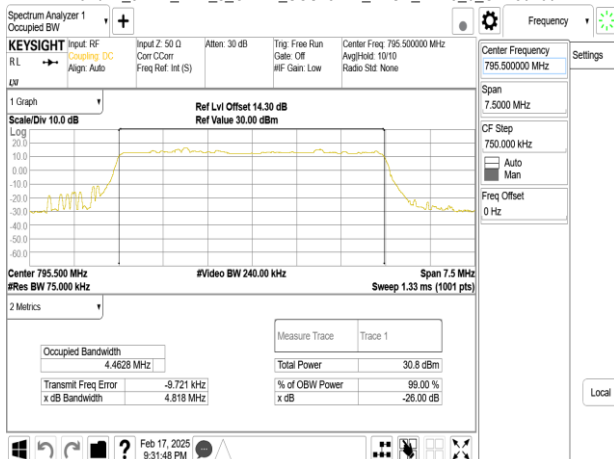 Spectrum Analyzer 1
Occupied BW
Frequency
KEYSIGHT
Input: RF
Coupling: DC
Align: Auto
Input Z: 50 Ω
Corr CCorr
Freq Ref: Int (S)
Atten: 30 dB
Trig: Free Run
Gate: Off
#IF Gain: Low
Center Freq: 795.500000 MHz
Avg|Hold: 10/10
Radio Std: None
RL
LXI
Center Frequency
795.500000 MHz
Settings
Span
7.5000 MHz
CF Step
750.000 kHz
Auto
Man
Freq Offset
0 Hz
Local
1 Graph
Scale/Div 10.0 dB
Ref Lvl Offset 14.30 dB
Ref Value 30.00 dBm
Log
20.0
10.0
0.00
-10.0
-20.0
-30.0
-40.0
-50.0
-60.0
Center 795.500 MHz
#Video BW 240.00 kHz
Span 7.5 MHz
#Res BW 75.000 kHz
Sweep 1.33 ms (1001 pts)
2 Metrics
Measure Trace
Trace 1
Occupied Bandwidth
4.4628 MHz
Total Power
30.8 dBm
Transmit Freq Error
-9.721 kHz
% of OBW Power
99.00 %
x dB Bandwidth
4.818 MHz
x dB
-26.00 dB
?
Feb 17, 2025
9:31:48 PM